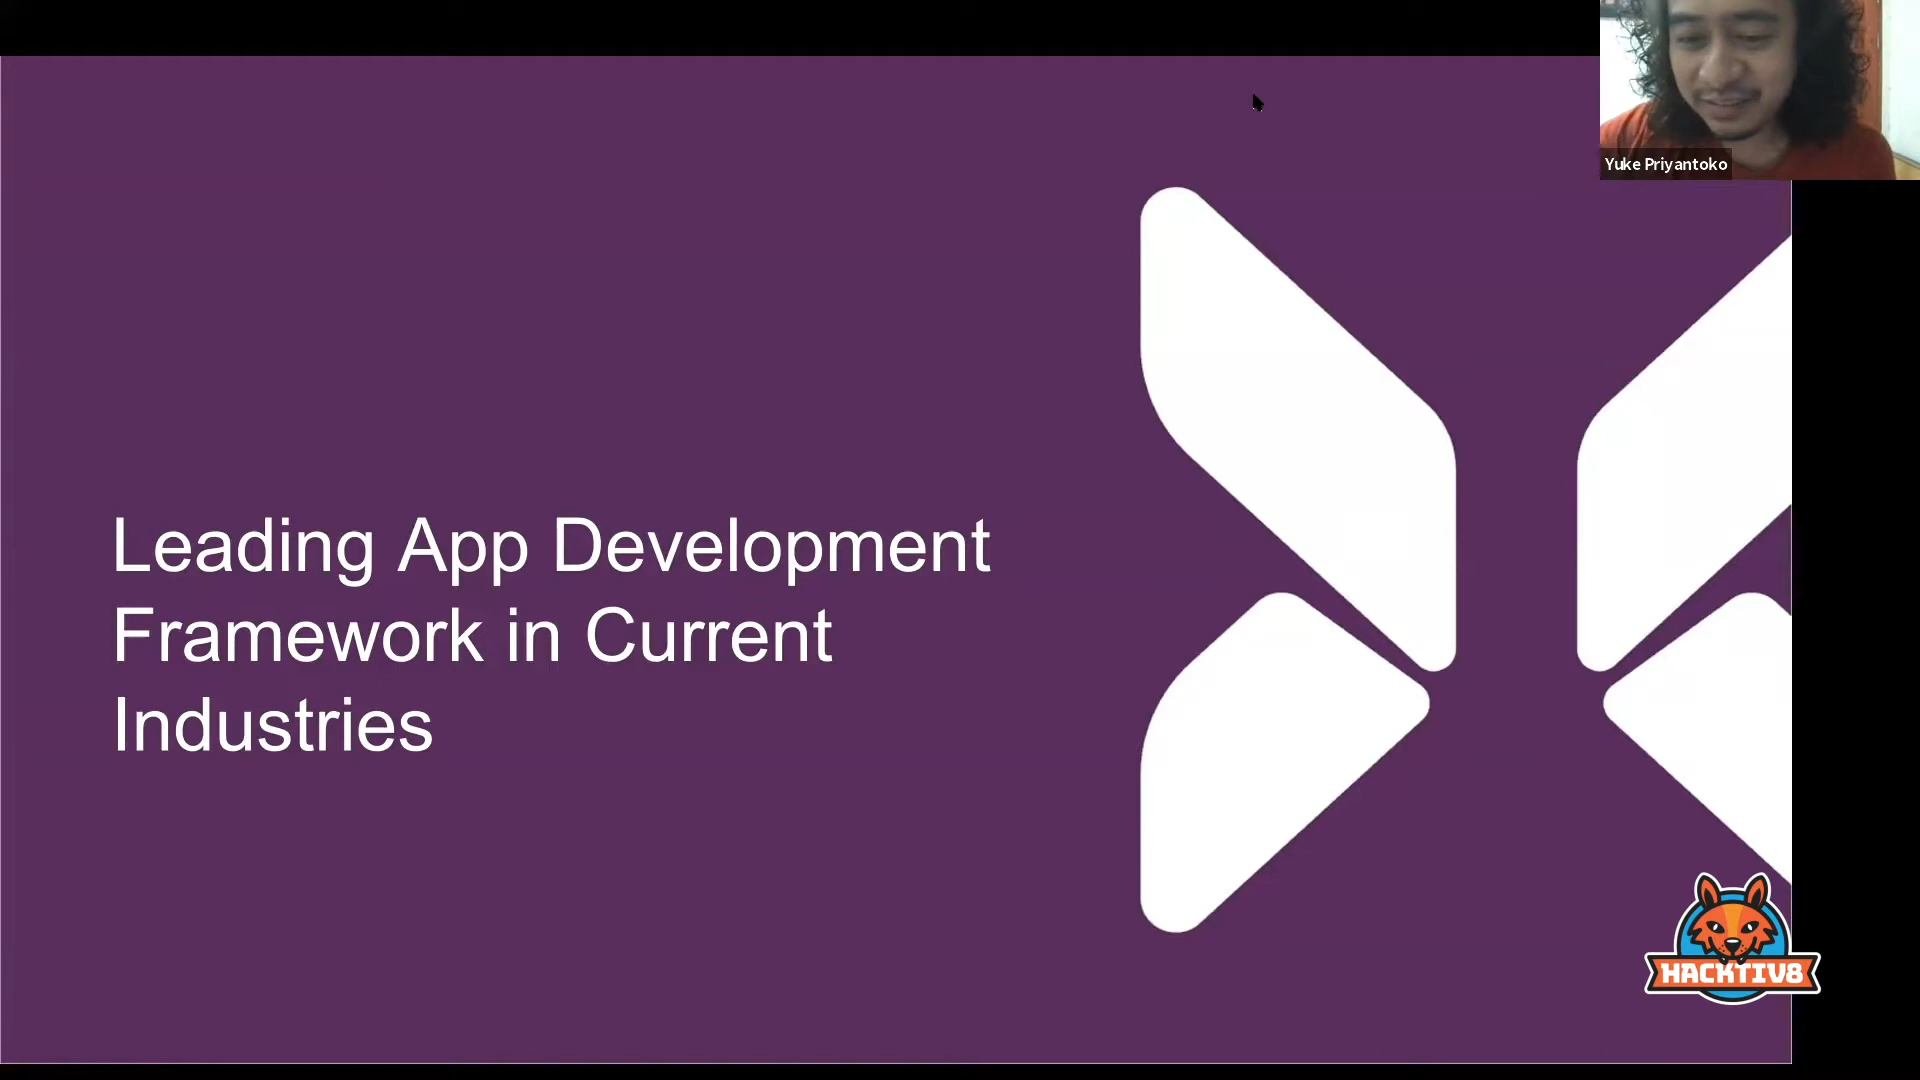 Yuke Priyantoko
Leading App Development
Framework in Current
Industries
HACKTIV8